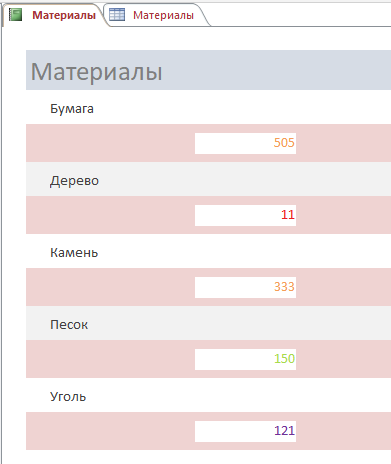 Материалы Материалы
Материалы
Бумага
505
Дерево
11
Камень
333
Песок
150
Уголь
121